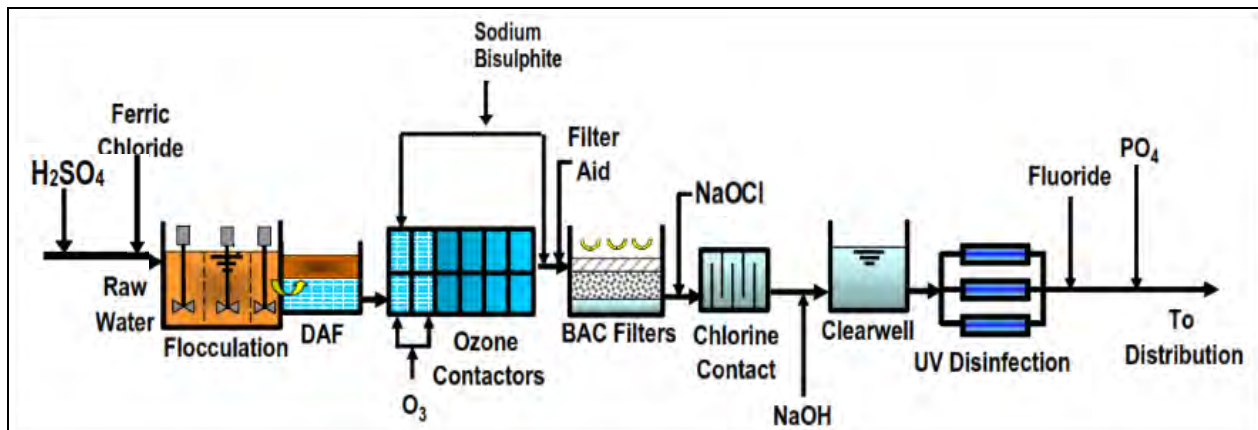 Sodium
Bisulphite
Ferric
Chloride
H₂SO₄
Filter
Aid
NaOCl
PO₄
Fluoride
Raw
Water
Flocculation
DAF
Ozone
Contactors
O₃
BAC Filters
Chlorine
Contact
NaOH
Clearwell
UV Disinfection
To
Distribution